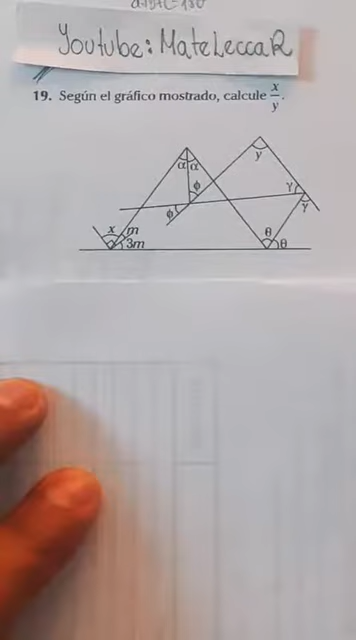 Youtube: MateLeccaR
19. Según el gráfico mostrado, calcule x/y.
α α
y
ϕ
γ
ϕ
γ
x m
θ
3m
θ